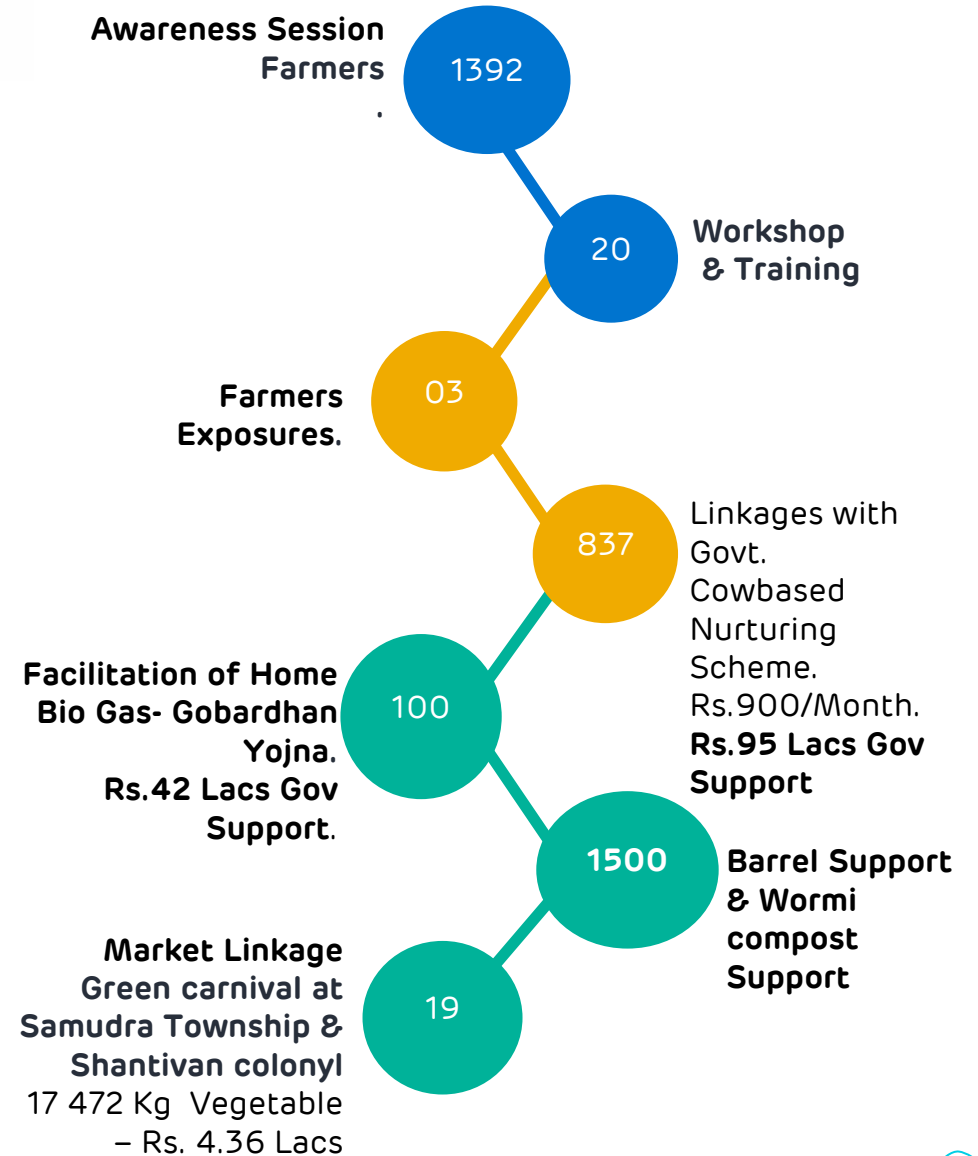 Awareness Session
Farmers
.
1392
20
Workshop
& Training
03
Farmers
Exposures.
837
Linkages with
Govt.
Cowbased
Nurturing
Scheme.
Rs.900/Month.
Rs.95 Lacs Gov
Support
Facilitation of Home
Bio Gas- Gobardhan
Yojna.
Rs.42 Lacs Gov
Support.
100
1500
Barrel Support
& Wormi
compost
Support
Market Linkage
Green carnival at
Samudra Township &
Shantivan colonyl
17 472 Kg Vegetable
– Rs. 4.36 Lacs
19